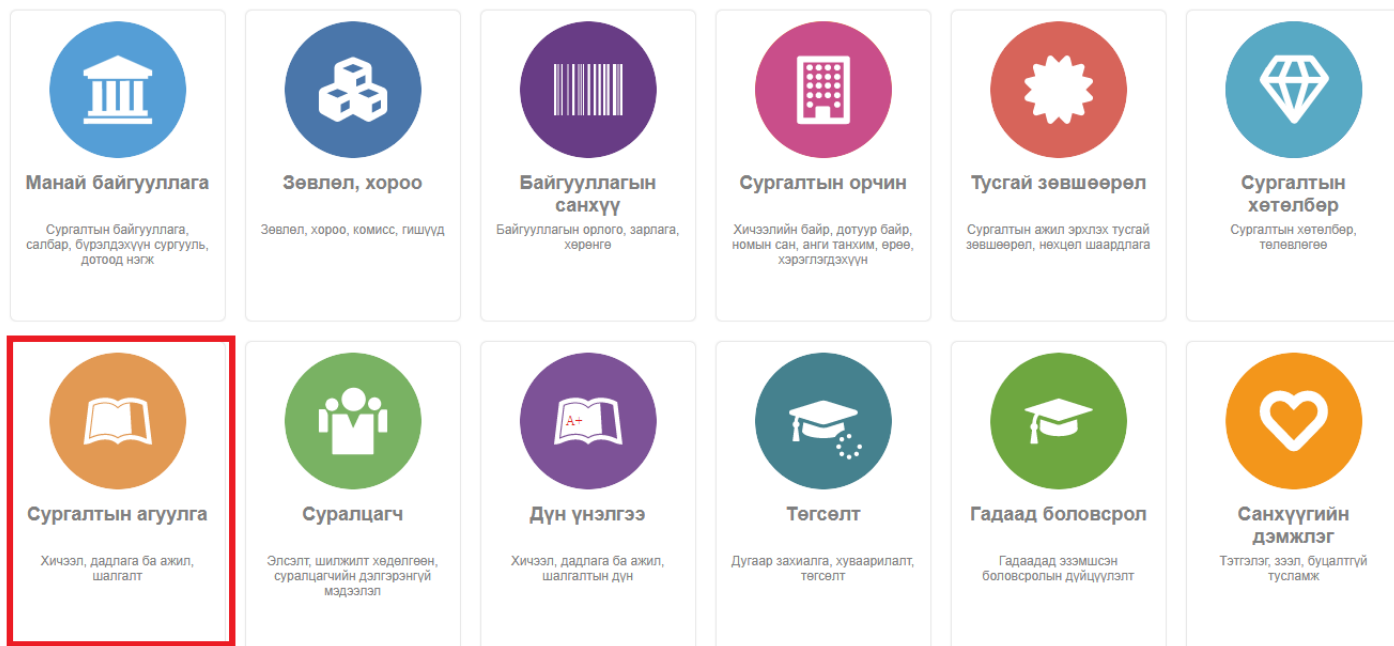 Манай байгууллага
Сургалтын байгууллага,
салбар, бүрэлдэхүүн сургууль,
дотоод нэгж
Зөвлөл, хороо
Зөвлөл, хороо, комисс, гишүүд
Байгууллагын
санхүү
Байгууллагын орлого, зарлага,
хөрөнгө
Сургалтын орчин
Хичээлийн байр, дотуур байр,
номын сан, анги танхим, өрөө,
хэрэглэгдэхүүн
Тусгай зөвшөөрөл
Сургалтын ажил эрхлэх тусгай
зөвшөөрөл, нөхцөл шаардлага
Сургалтын
хөтөлбөр
Сургалтын хөтөлбөр,
төлөвлөгөө
Сургалтын агуулга
Хичээл, дадлага ба ажил,
шалгалт
Суралцагч
Элсэлт, шилжилт хөдөлгөөн,
суралцагчийн дэлгэрэнгүй
мэдээлэл
A+
Дүн үнэлгээ
Хичээл, дадлага ба ажил,
шалгалтын дүн
Төгсөлт
Дугаар захиалга, хуваарилалт,
төгсөлт
Гадаад боловсрол
Гадаадад эзэмшсэн
боловсролын дүйцүүлэлт
Санхүүгийн
дэмжлэг
Тэтгэлэг, зээл, буцалтгүй
тусламж